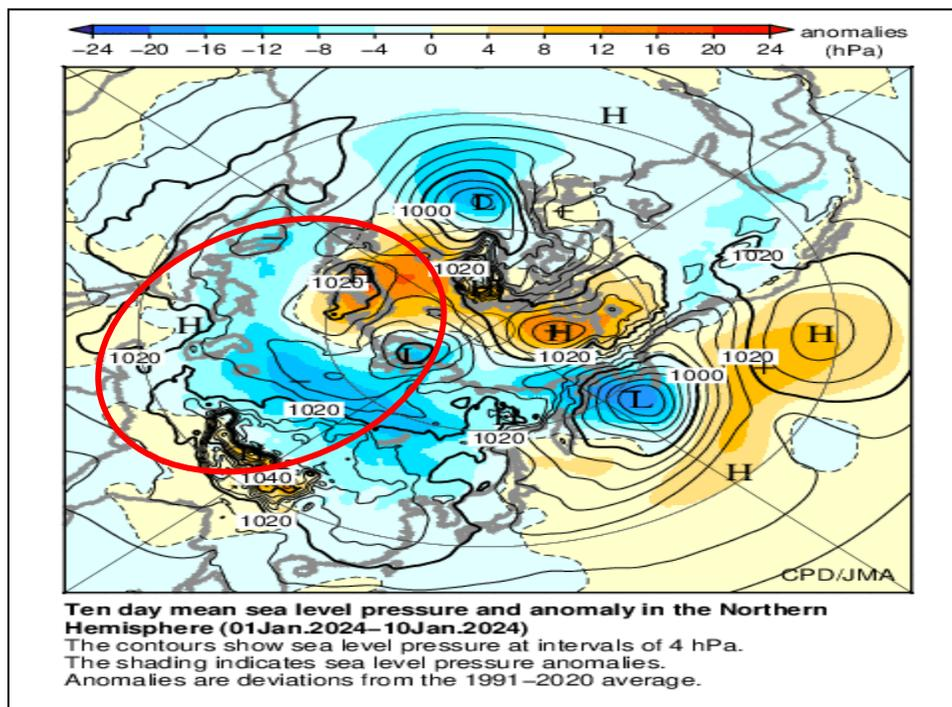 −24 −20 −16 −12 −8 −4 0 4 8 12 16 20 24 anomalies
(hPa)
H
L
1000
1020
1020
1020
H
H
H
1020
L
1020
1020
1000
L
1020
1020
H
1040
1020
CPD/JMA
Ten day mean sea level pressure and anomaly in the Northern
Hemisphere (01Jan.2024−10Jan.2024)
The contours show sea level pressure at intervals of 4 hPa.
The shading indicates sea level pressure anomalies.
Anomalies are deviations from the 1991−2020 average.